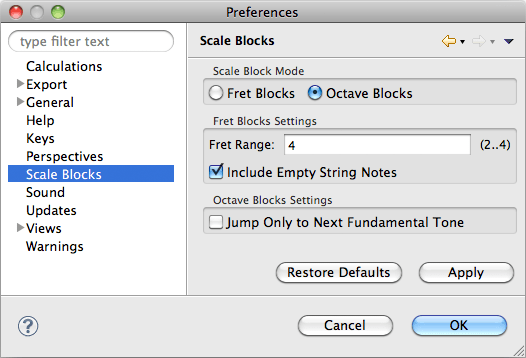 Preferences
type filter text
Calculations
Export
General
Help
Keys
Perspectives
Scale Blocks
Sound
Updates
Views
Warnings
Scale Blocks
Scale Block Mode
Fret Blocks Octave Blocks
Fret Blocks Settings
Fret Range: 4 (2..4)
Include Empty String Notes
Octave Blocks Settings
Jump Only to Next Fundamental Tone
Restore Defaults Apply
? Cancel OK